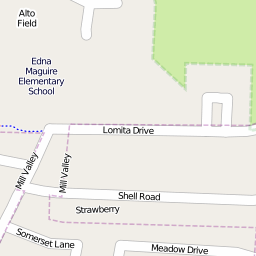 Alto
Field
Edna
Maguire
Elementary
School
Lomita Drive
Mill Valley
Mill Valley
Shell Road
Strawberry
Somerset Lane
Meadow Drive